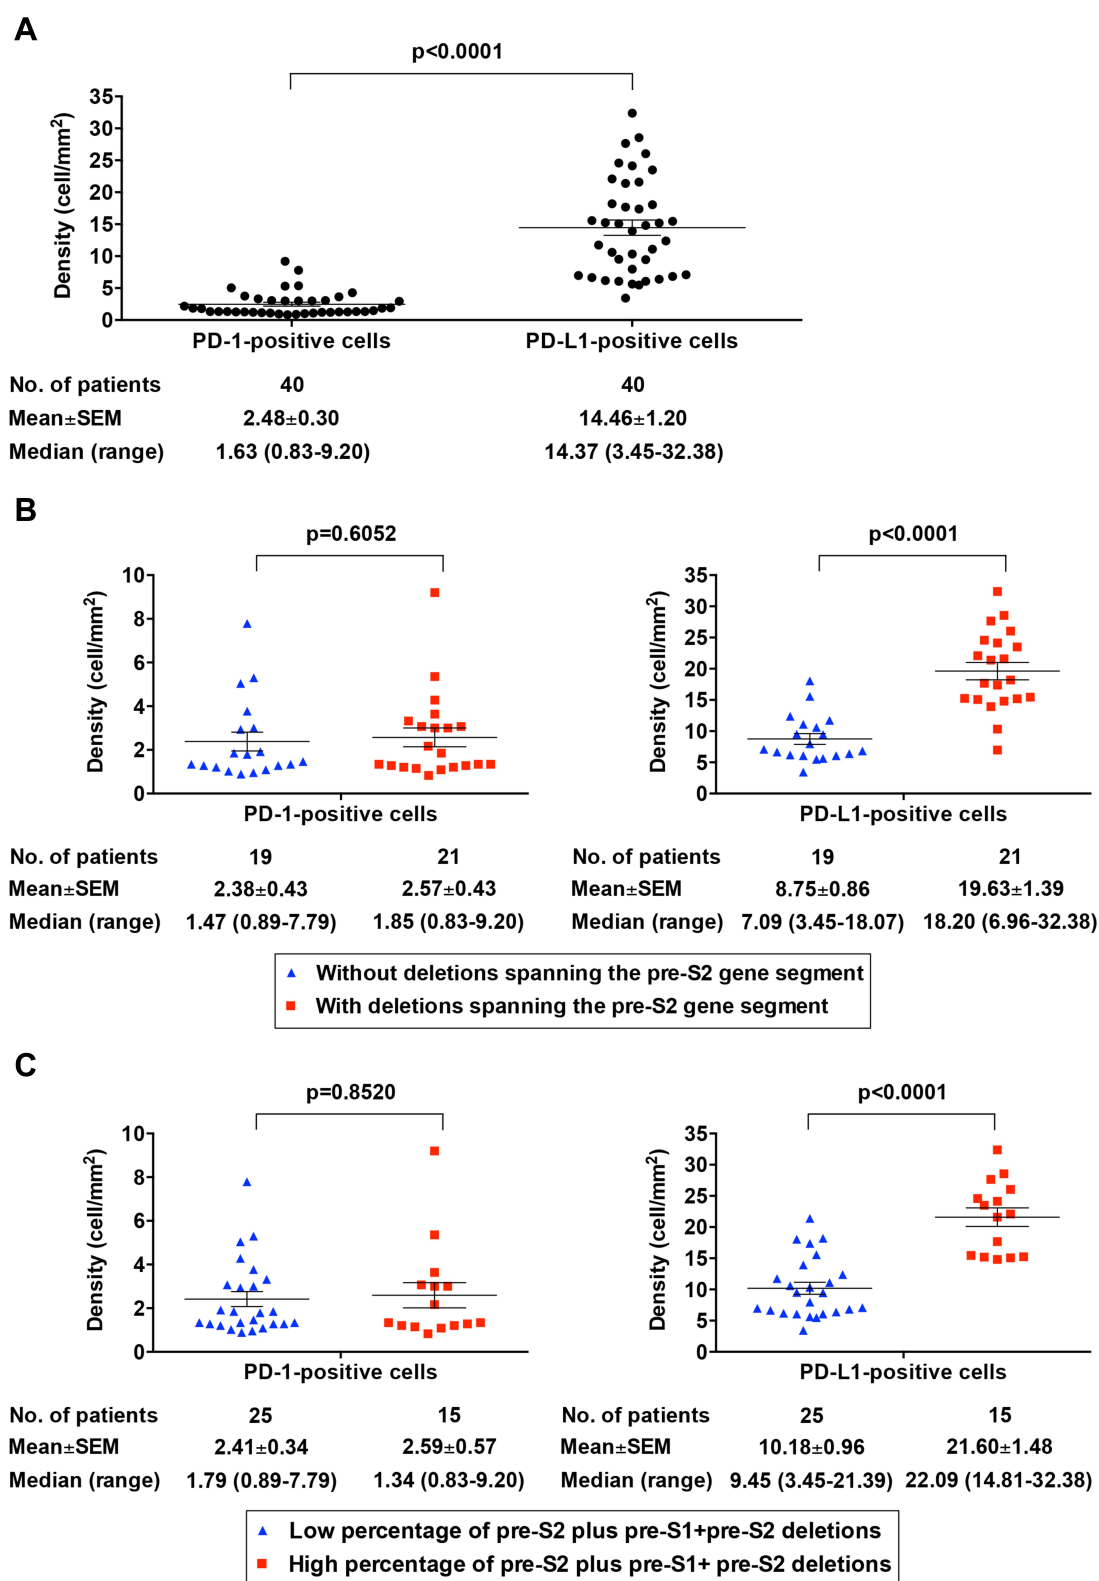 A
p<0.0001
Density (cell/mm²)
35
30
25
20
15
10
5
0
PD-1-positive cells PD-L1-positive cells
No. of patients 40 40
Mean±SEM 2.48±0.30 14.46±1.20
Median (range) 1.63 (0.83-9.20) 14.37 (3.45-32.38)
B
p=0.6052 p<0.0001
Density (cell/mm²)
10
8
6
4
2
0
PD-1-positive cells
Density (cell/mm²)
35
30
25
20
15
10
5
0
PD-L1-positive cells
No. of patients 19 21 No. of patients 19 21
Mean±SEM 2.38±0.43 2.57±0.43 Mean±SEM 8.75±0.86 19.63±1.39
Median (range) 1.47 (0.89-7.79) 1.85 (0.83-9.20) Median (range) 7.09 (3.45-18.07) 18.20 (6.96-32.38)
Without deletions spanning the pre-S2 gene segment
With deletions spanning the pre-S2 gene segment
C
p=0.8520 p<0.0001
Density (cell/mm²)
10
8
6
4
2
0
PD-1-positive cells
Density (cell/mm²)
35
30
25
20
15
10
5
0
PD-L1-positive cells
No. of patients 25 15 No. of patients 25 15
Mean±SEM 2.41±0.34 2.59±0.57 Mean±SEM 10.18±0.96 21.60±1.48
Median (range) 1.79 (0.89-7.79) 1.34 (0.83-9.20) Median (range) 9.45 (3.45-21.39) 22.09 (14.81-32.38)
Low percentage of pre-S2 plus pre-S1+pre-S2 deletions
High percentage of pre-S2 plus pre-S1+ pre-S2 deletions